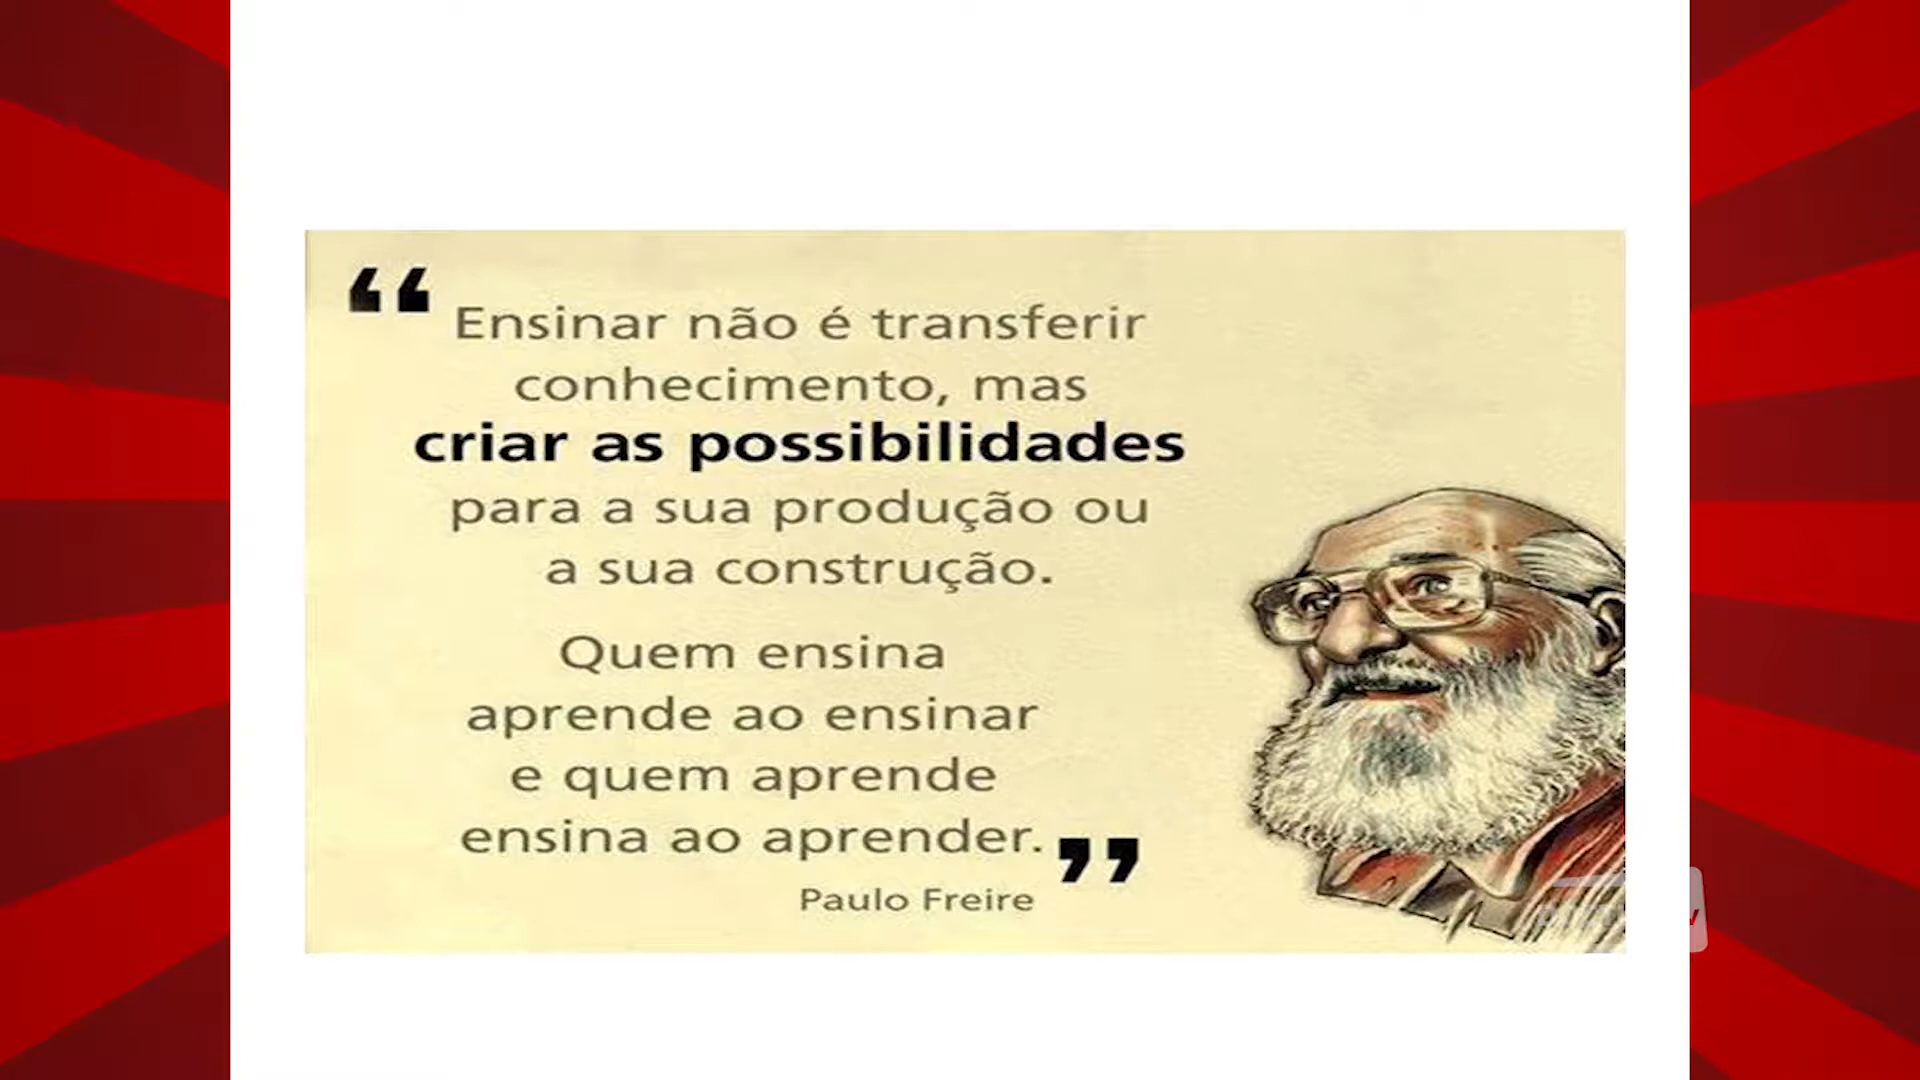 “ Ensinar não é transferir
conhecimento, mas
criar as possibilidades
para a sua produção ou
a sua construção.
Quem ensina
aprende ao ensinar
e quem aprende
ensina ao aprender. ”
Paulo Freire